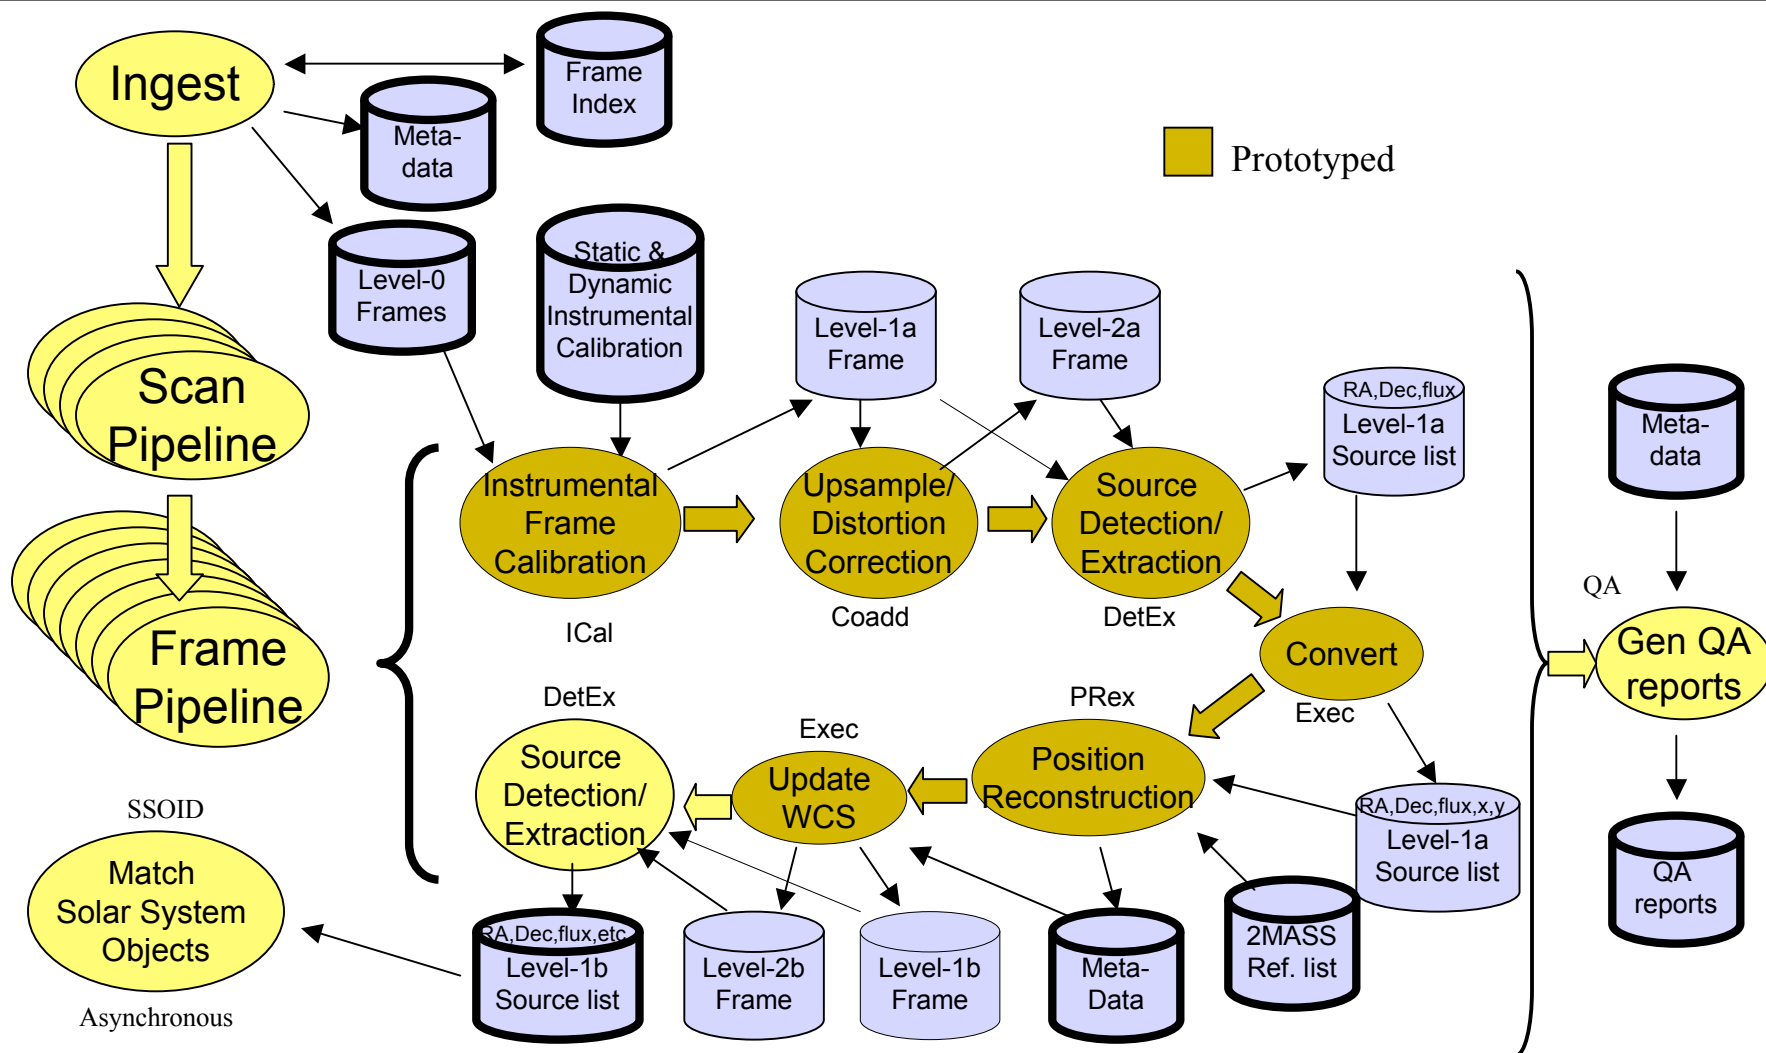 Ingest
Frame
Index
Meta-
data
Prototyped
Level-0
Frames
Static &
Dynamic
Instrumental
Calibration
Level-1a
Frame
Level-2a
Frame
RA,Dec,flux
Level-1a
Source list
Meta-
data
Scan
Pipeline
Instrumental
Frame
Calibration
ICal
Upsample/
Distortion
Correction
Coadd
Source
Detection/
Extraction
DetEx
Convert
Exec
QA
Gen QA
reports
Frame
Pipeline
DetEx
Source
Detection/
Extraction
Exec
Update
WCS
PRex
Position
Reconstruction
RA,Dec,flux,x,y
Level-1a
Source list
QA
reports
SSOID
Match
Solar System
Objects
Asynchronous
RA,Dec,flux,etc
Level-1b
Source list
Level-2b
Frame
Level-1b
Frame
Meta-
Data
2MASS
Ref. list